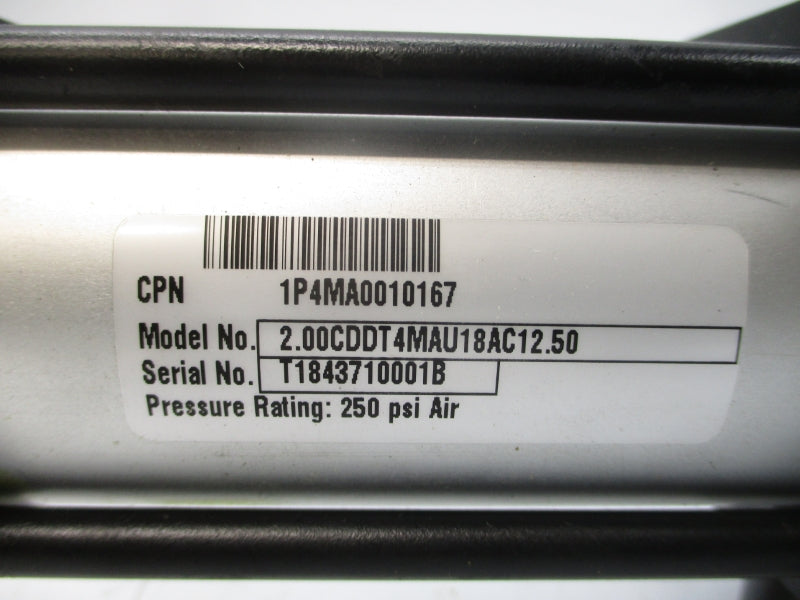 CPN 1P4MA0010167
Model No. 2.00CDDT4MAU18AC12.50
Serial No. T1843710001B
Pressure Rating: 250 psi Air